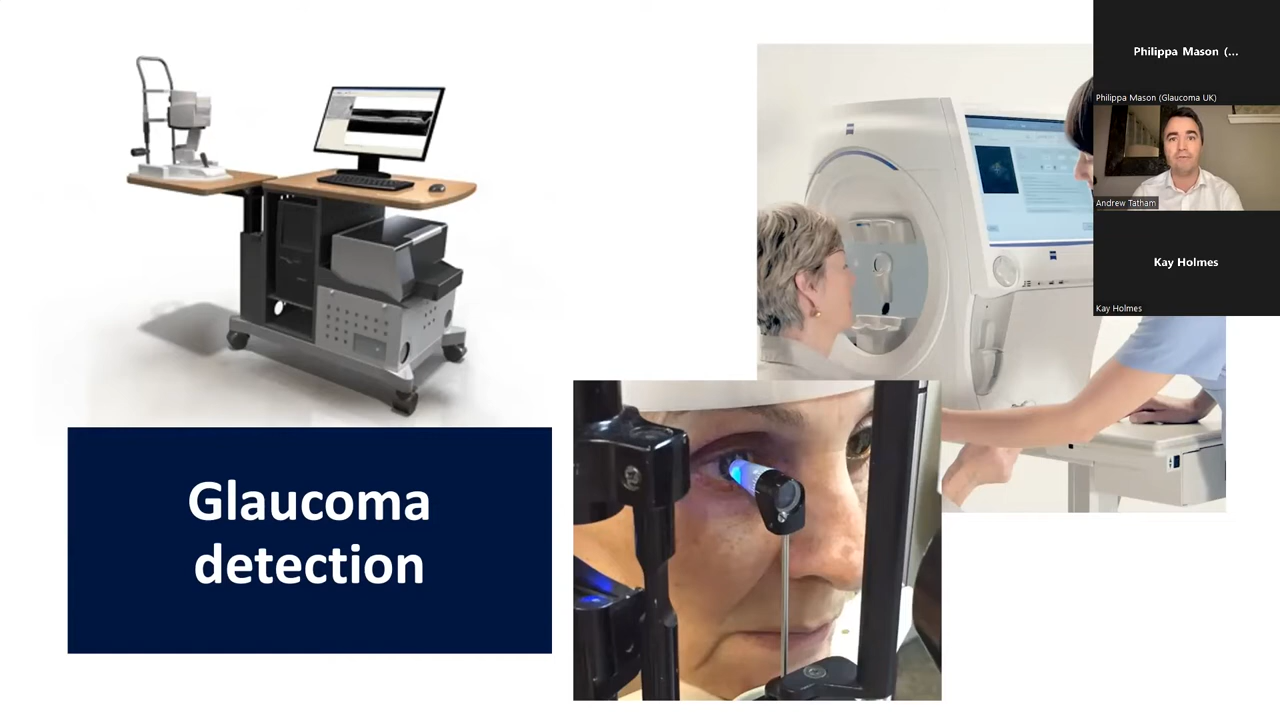 Glaucoma
detection
Philippa Mason (...
Philippa Mason (Glaucoma UK)
Andrew Tatham
Kay Holmes
Kay Holmes